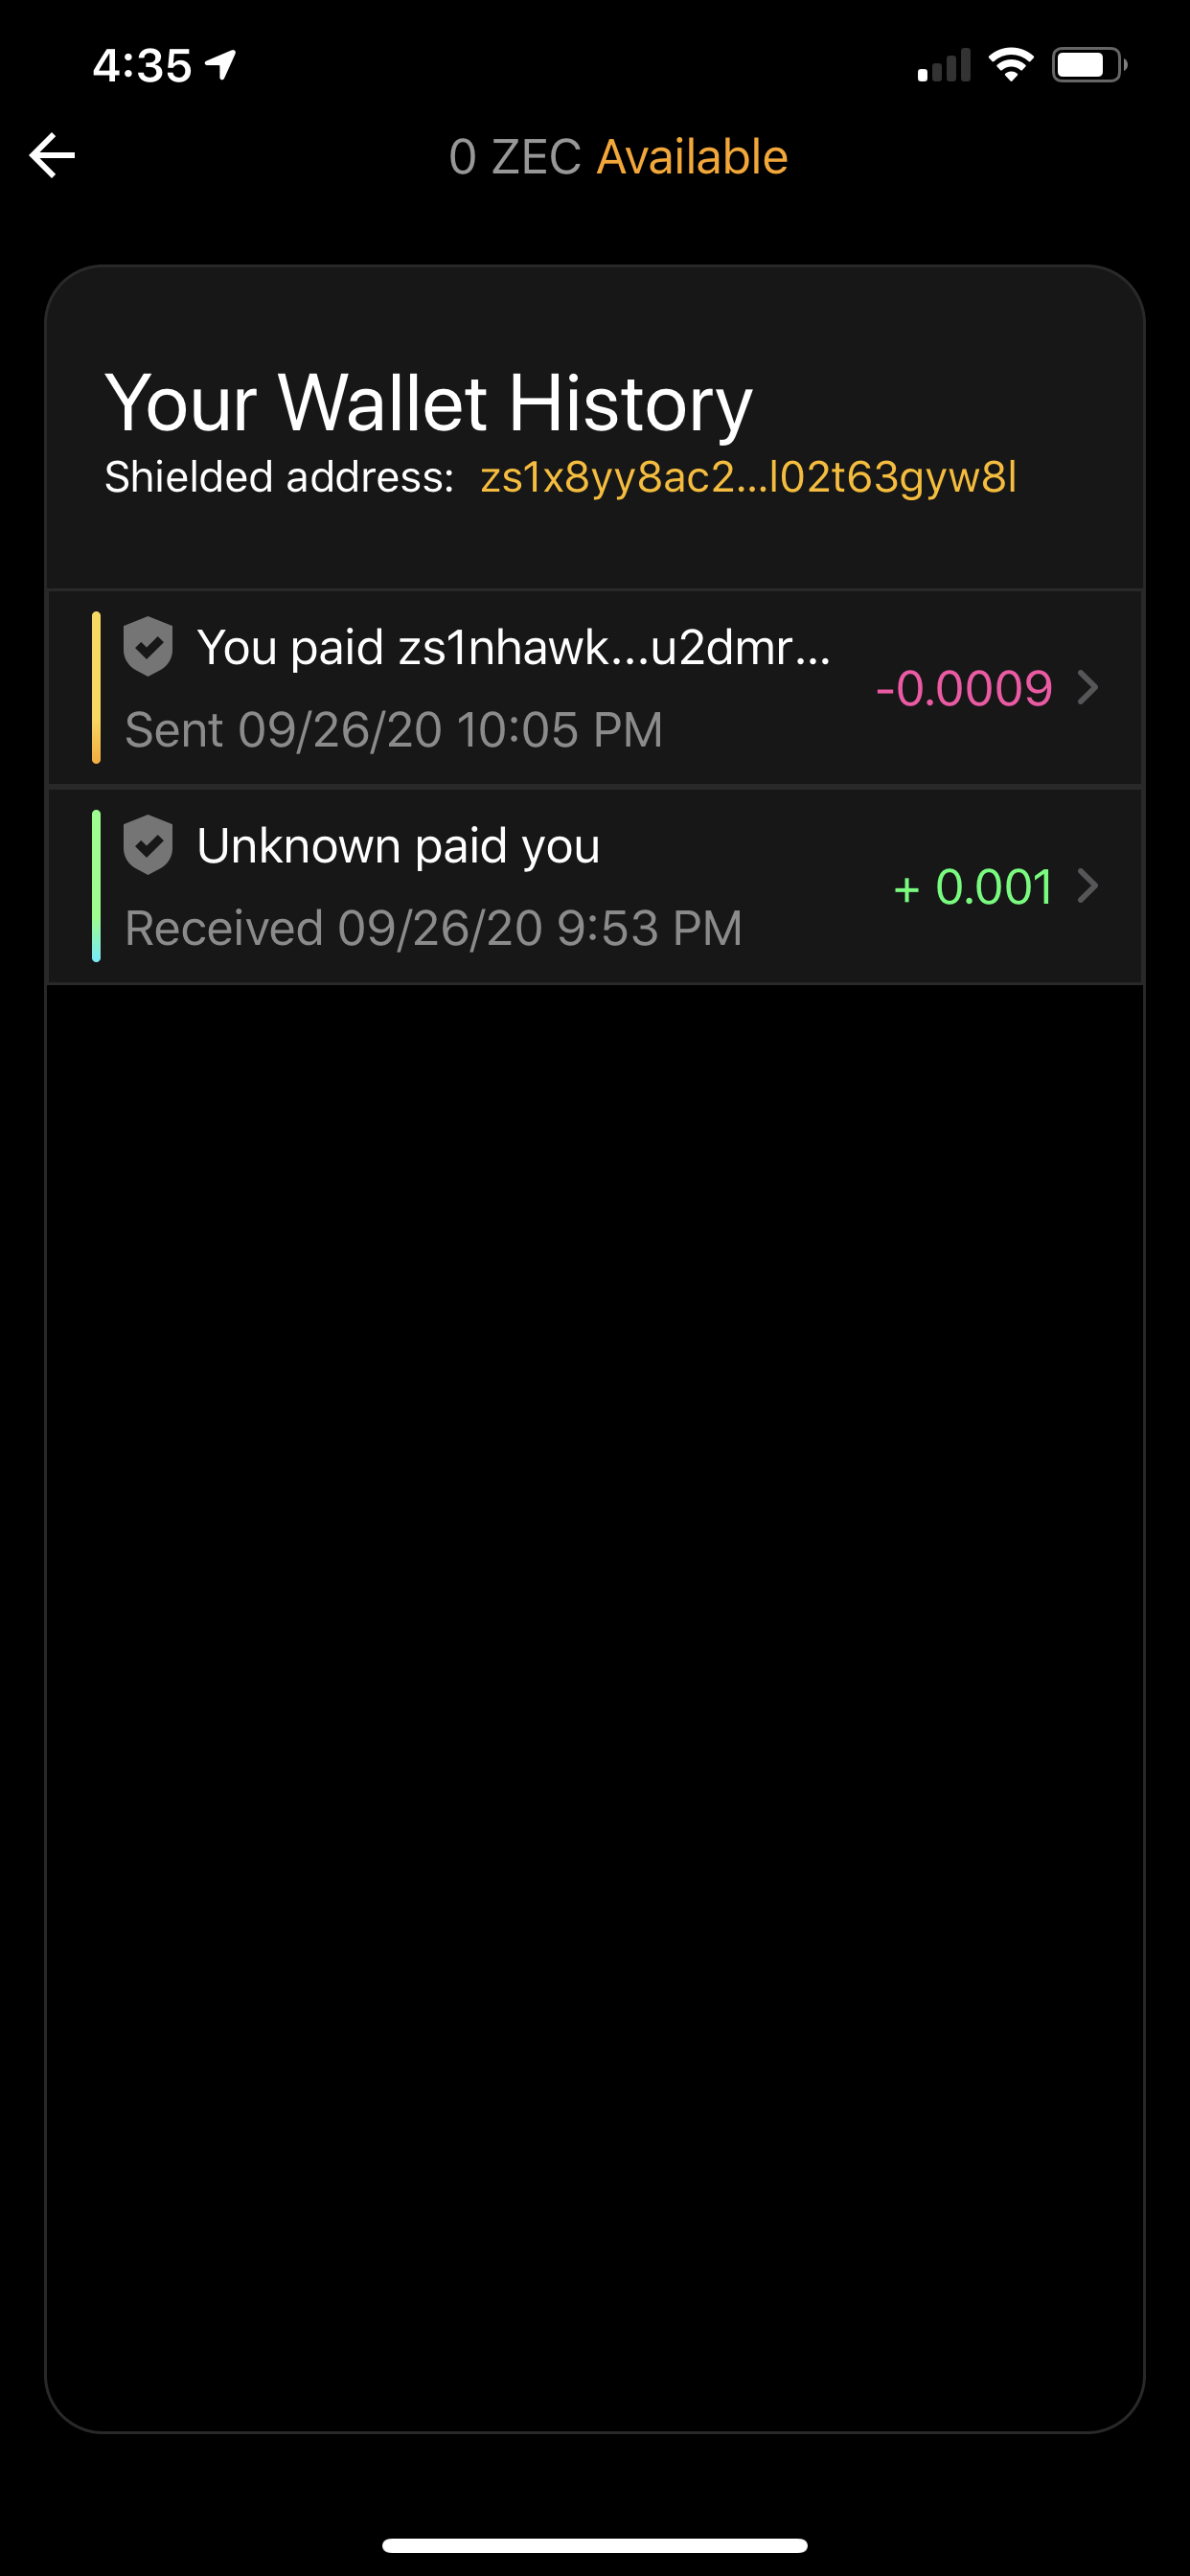 4:35
0 ZEC Available
Your Wallet History
Shielded address: zs1x8yy8ac2...l02t63gyw8l
You paid zs1nhawk...u2dmr...
-0.0009
Sent 09/26/20 10:05 PM
Unknown paid you
+ 0.001
Received 09/26/20 9:53 PM